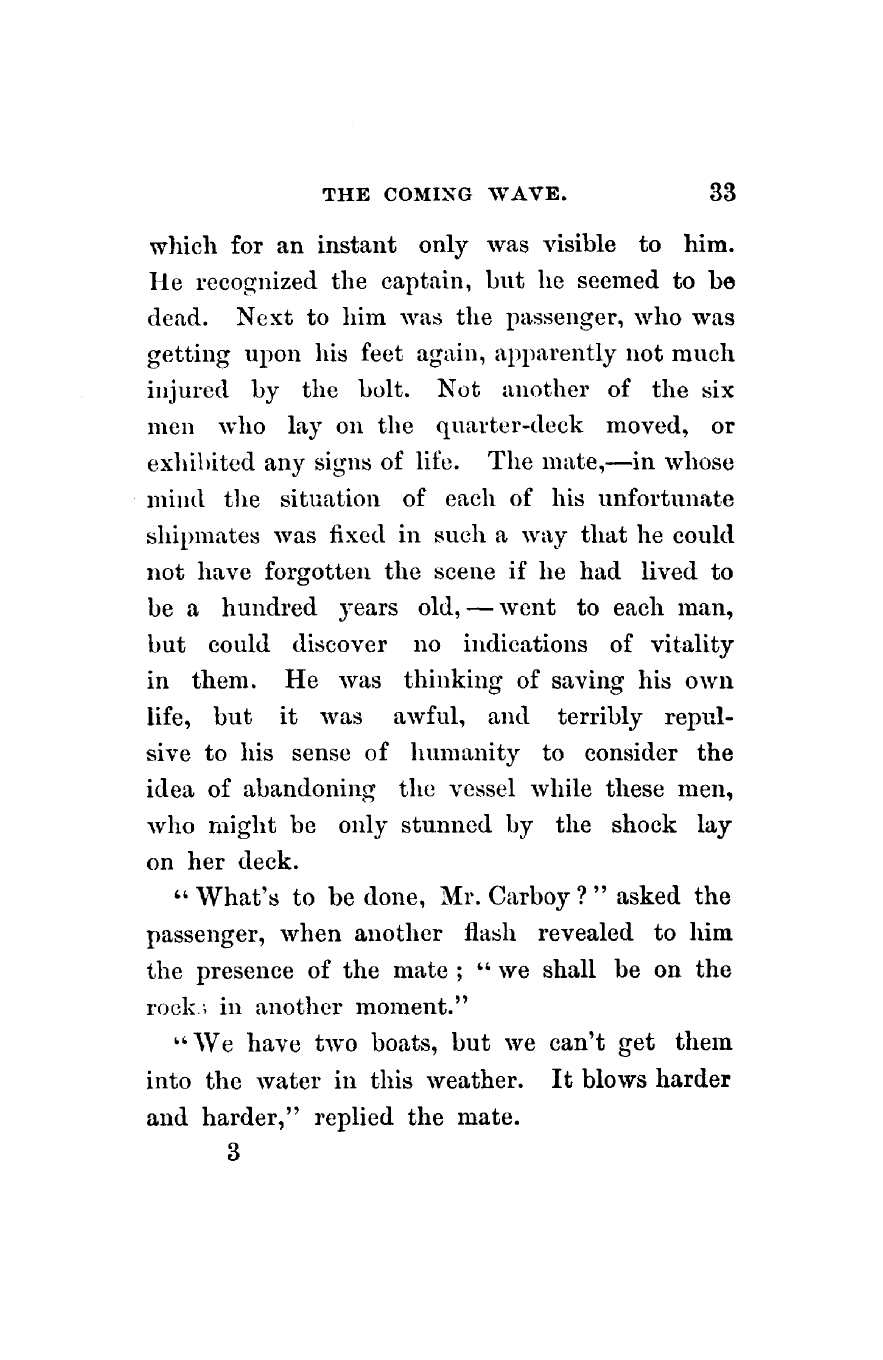 THE COMING WAVE. 33
which for an instant only was visible to him.
He recognized the captain, but he seemed to be
dead. Next to him was the passenger, who was
getting upon his feet again, apparently not much
injured by the bolt. Not another of the six
men who lay on the quarter-deck moved, or
exhibited any signs of life. The mate,—in whose
mind the situation of each of his unfortunate
shipmates was fixed in such a way that he could
not have forgotten the scene if he had lived to
be a hundred years old, — went to each man,
but could discover no indications of vitality
in them. He was thinking of saving his own
life, but it was awful, and terribly repul-
sive to his sense of humanity to consider the
idea of abandoning the vessel while these men,
who might be only stunned by the shock lay
on her deck.
“ What's to be done, Mr. Carboy ? ” asked the
passenger, when another flash revealed to him
the presence of the mate ; “ we shall be on the
rocks in another moment.”
“ We have two boats, but we can't get them
into the water in this weather. It blows harder
and harder,” replied the mate.
3